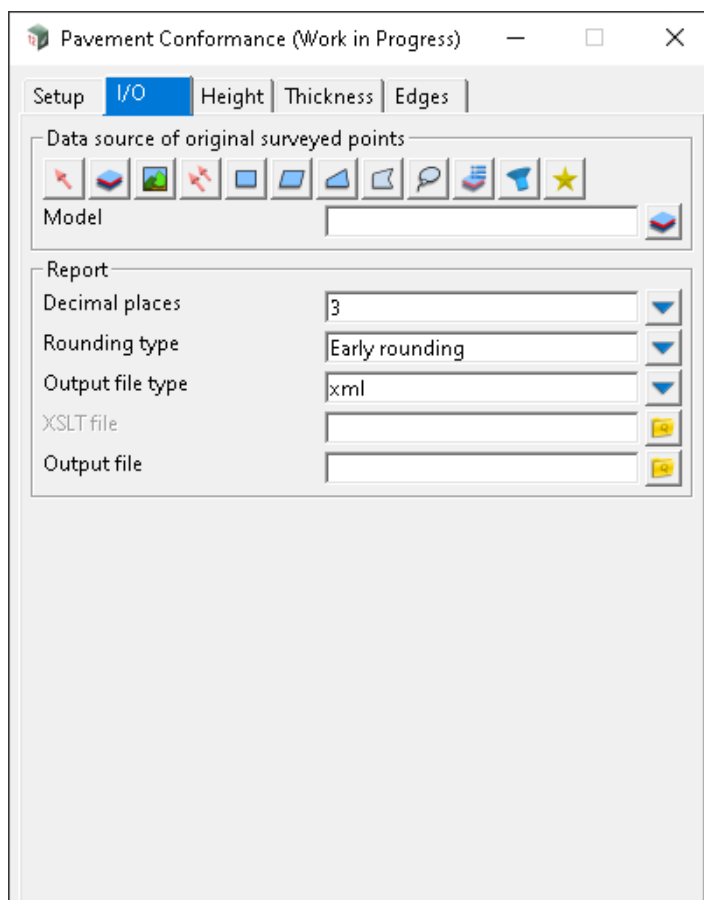 Pavement Conformance (Work in Progress)
Setup I/O Height Thickness Edges
Data source of original surveyed points
Model
Report
Decimal places 3
Rounding type Early rounding
Output file type xml
XSLT file
Output file